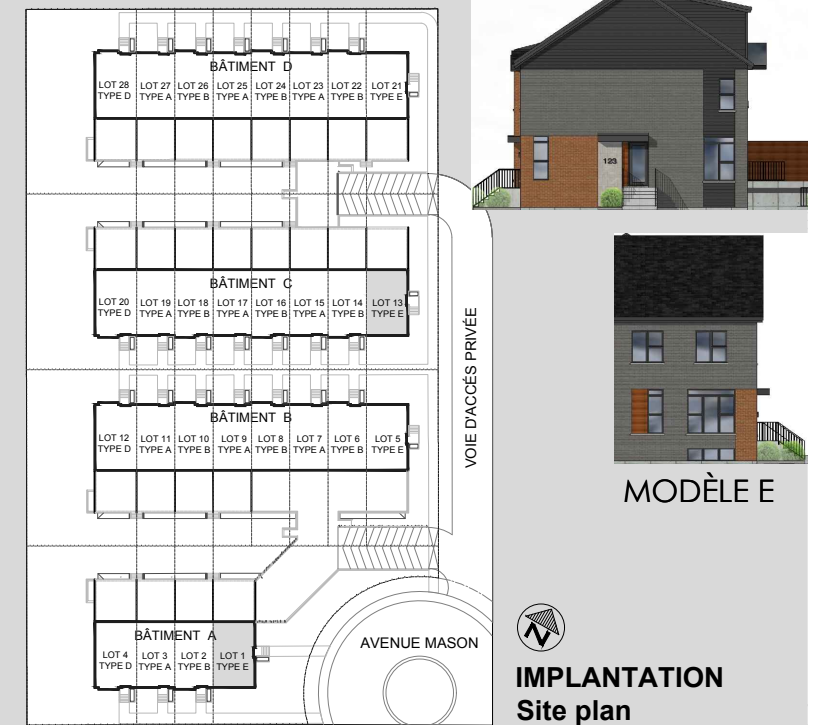 BÂTIMENT D
LOT 28 LOT 27 LOT 26 LOT 25 LOT 24 LOT 23 LOT 22 LOT 21
TYPE D TYPE A TYPE B TYPE A TYPE B TYPE A TYPE B TYPE E
BÂTIMENT C
LOT 20 LOT 19 LOT 18 LOT 17 LOT 16 LOT 15 LOT 14 LOT 13
TYPE D TYPE A TYPE B TYPE A TYPE B TYPE A TYPE B TYPE E
BÂTIMENT B
LOT 12 LOT 11 LOT 10 LOT 9 LOT 8 LOT 7 LOT 6 LOT 5
TYPE D TYPE A TYPE B TYPE A TYPE B TYPE A TYPE B TYPE E
BÂTIMENT A
LOT 4 LOT 3 LOT 2 LOT 1
TYPE D TYPE A TYPE B TYPE E
VOIE D'ACCÈS PRIVÉE
AVENUE MASON
123
MODÈLE E
N
IMPLANTATION
Site plan